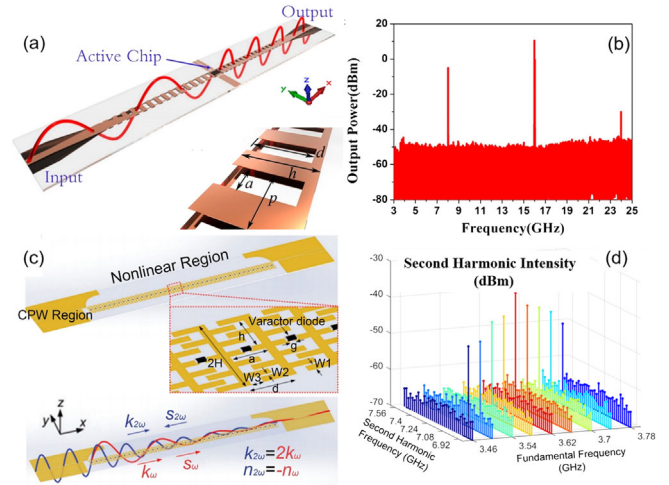 (a)
Output
Active Chip
y
z
x
Input
d
h
a
p
(b)
Output Power(dBm)
20
0
-20
-40
-60
-80
3 5 7 9 11 13 15 17 19 21 23 25
Frequency(GHz)
(c)
Nonlinear Region
CPW Region
Varactor diode
h
g
2H
a
W1
W2
W3
d
z
y
x
k2ω
s2ω
kω
sω
k2ω=2kω
n2ω=-nω
(d)
Second Harmonic Intensity
(dBm)
-30
-40
-50
-60
-70
7.56
7.4
7.24
7.08
6.92
Second Harmonic
Frequency (GHz)
3.46
3.54
3.62
3.7
3.78
Fundamental Frequency
(GHz)